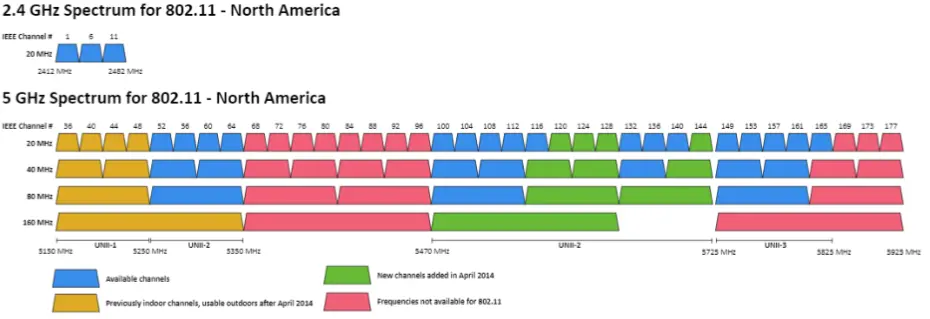 2.4 GHz Spectrum for 802.11 - North America
IEEE Channel # 1 6 11
20 MHz
2412 MHz 2482 MHz
5 GHz Spectrum for 802.11 - North America
IEEE Channel # 36 40 44 48 52 56 60 64 68 72 76 80 84 88 92 96 100 104 108 112 116 120 124 128 132 136 140 144 149 153 157 161 165 169 173 177
20 MHz
40 MHz
80 MHz
160 MHz
UNII-1 UNII-2 UNII-2 UNII-3
5150 MHz 5250 MHz 5350 MHz 5470 MHz 5725 MHz 5825 MHz 5925 MHz
Available channels New channels added in April 2014
Previously indoor channels, usable outdoors after April 2014 Frequencies not available for 802.11